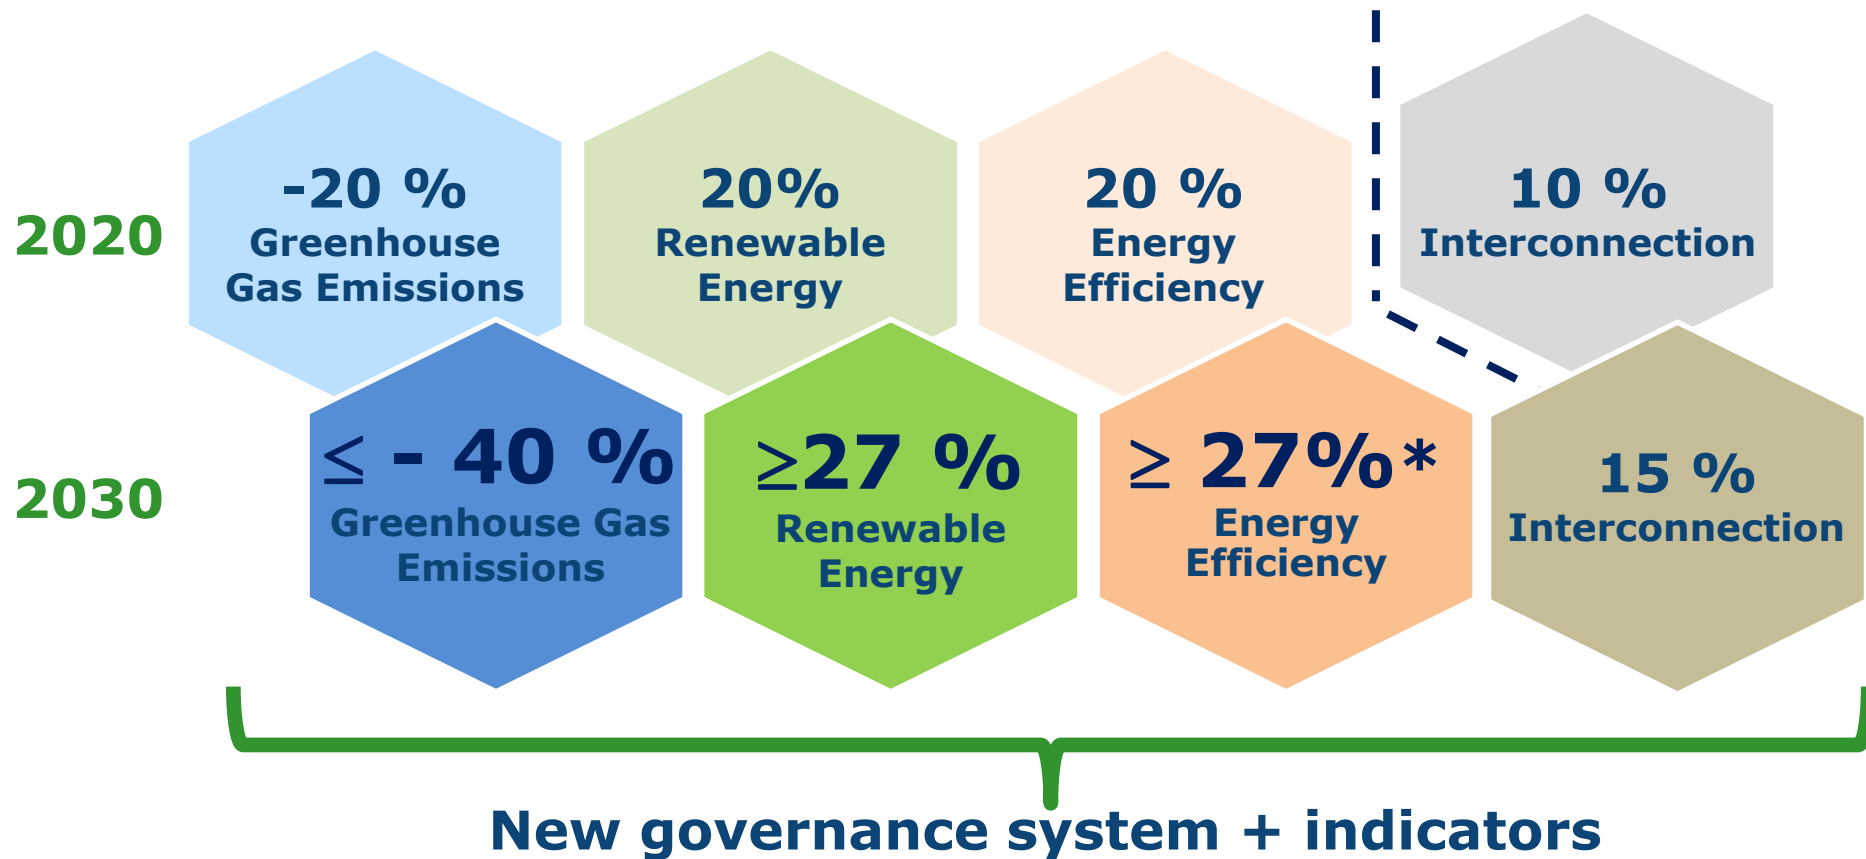 2020
-20 %
Greenhouse
Gas Emissions
20%
Renewable
Energy
20 %
Energy
Efficiency
10 %
Interconnection
2030
≤ - 40 %
Greenhouse Gas
Emissions
≥27 %
Renewable
Energy
≥ 27%*
Energy
Efficiency
15 %
Interconnection
New governance system + indicators